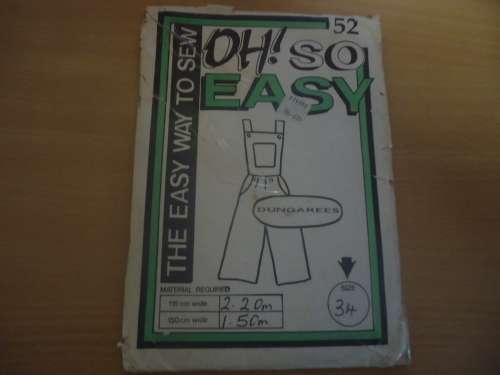 52
OH! SO
EASY
THE EASY WAY TO SEW
DUNGAREES
MATERIAL REQUIRED
115 cm wide 2.20m
150 cm wide 1.50m
SIZE
34